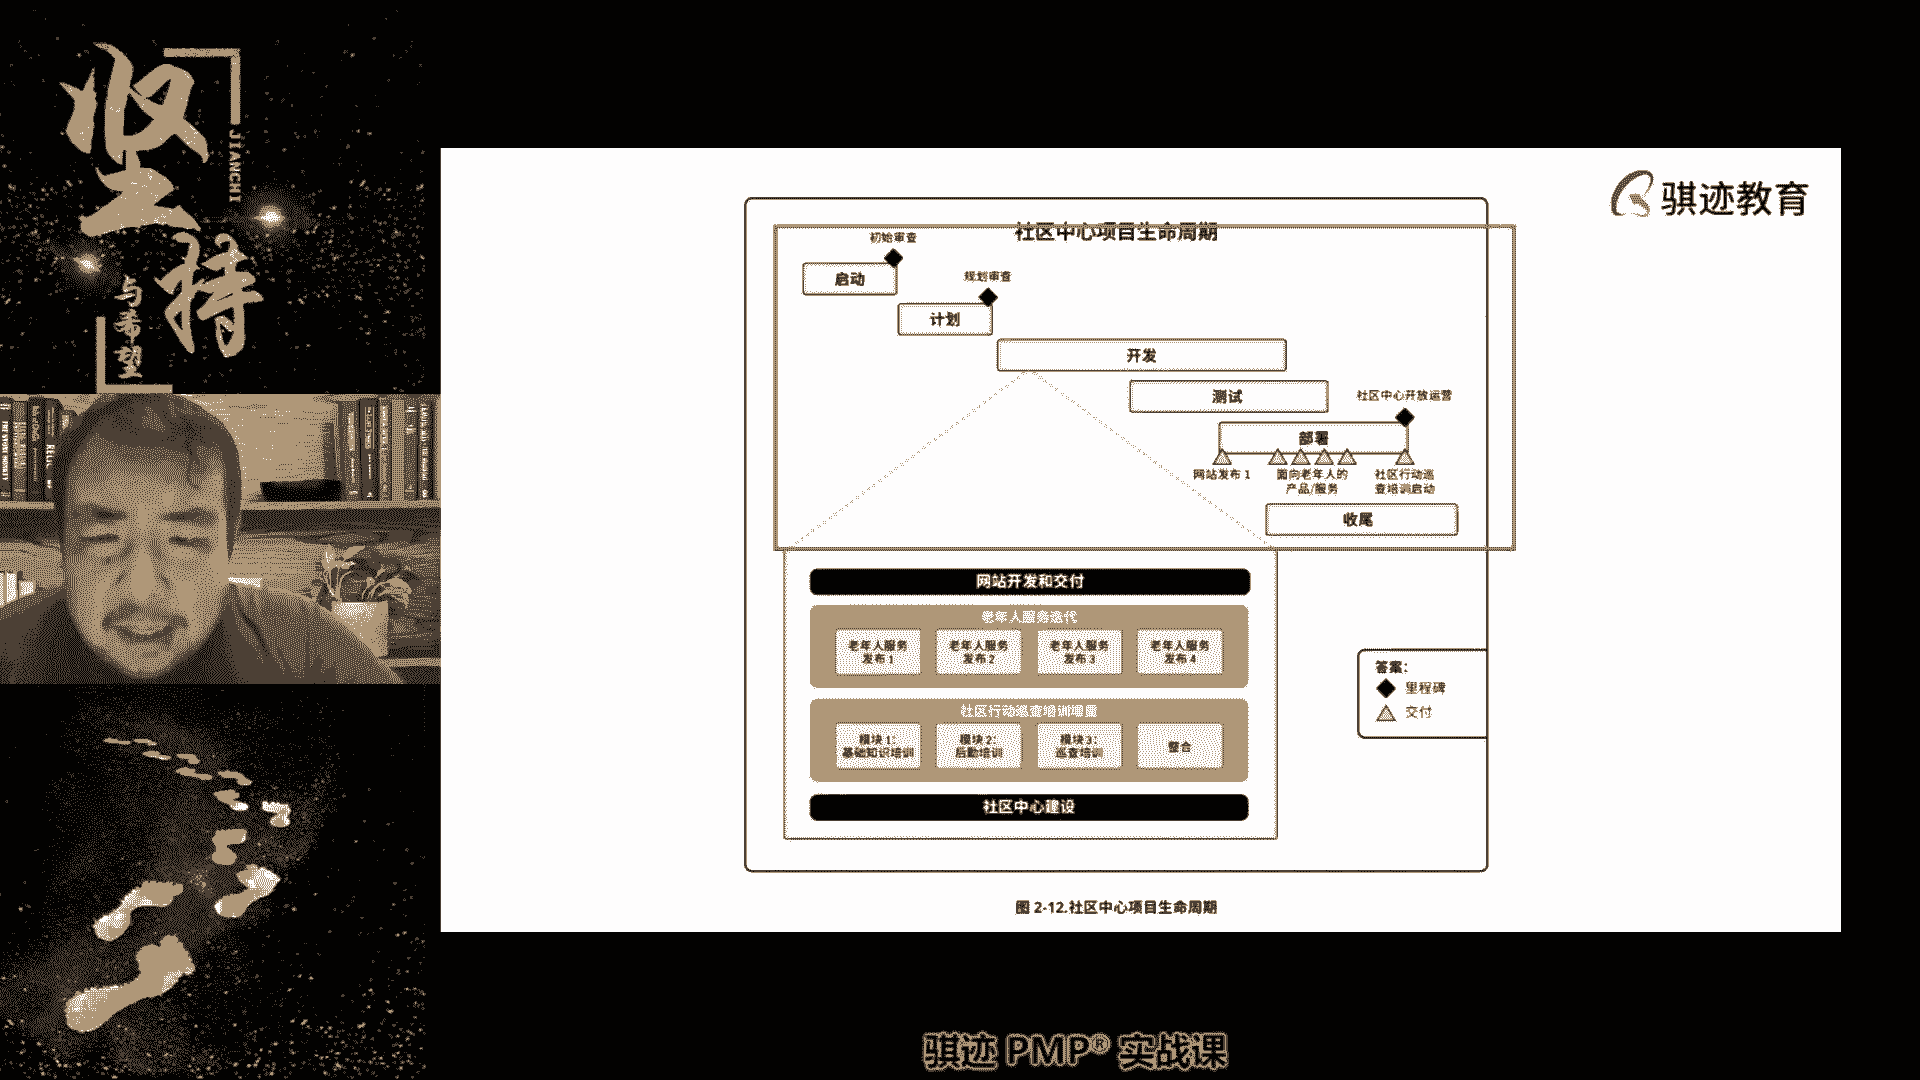 坚持
JIANCHI
与希望
骐迹教育
社区中心项目生命周期
初始审查
启动
规划审查
计划
开发
测试
社区中心开放运营
部署
网站发布 1
面向老年人的
产品/服务
社区行动巡
查培训启动
收尾
网站开发和交付
老年人服务迭代
老年人服务
发布 1
老年人服务
发布 2
老年人服务
发布 3
老年人服务
发布 4
社区行动巡查培训增量
模块 1:
基础知识培训
模块 2:
后勤培训
模块 3:
巡查培训
整合
社区中心建设
答案:
里程碑
交付
图 2-12.社区中心项目生命周期
骐迹 PMP® 实战课